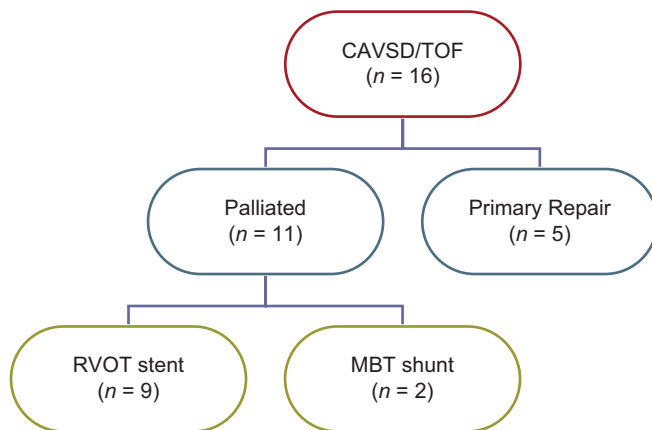 CAVSD/TOF
(n = 16)
Palliated
(n = 11)
Primary Repair
(n = 5)
RVOT stent
(n = 9)
MBT shunt
(n = 2)